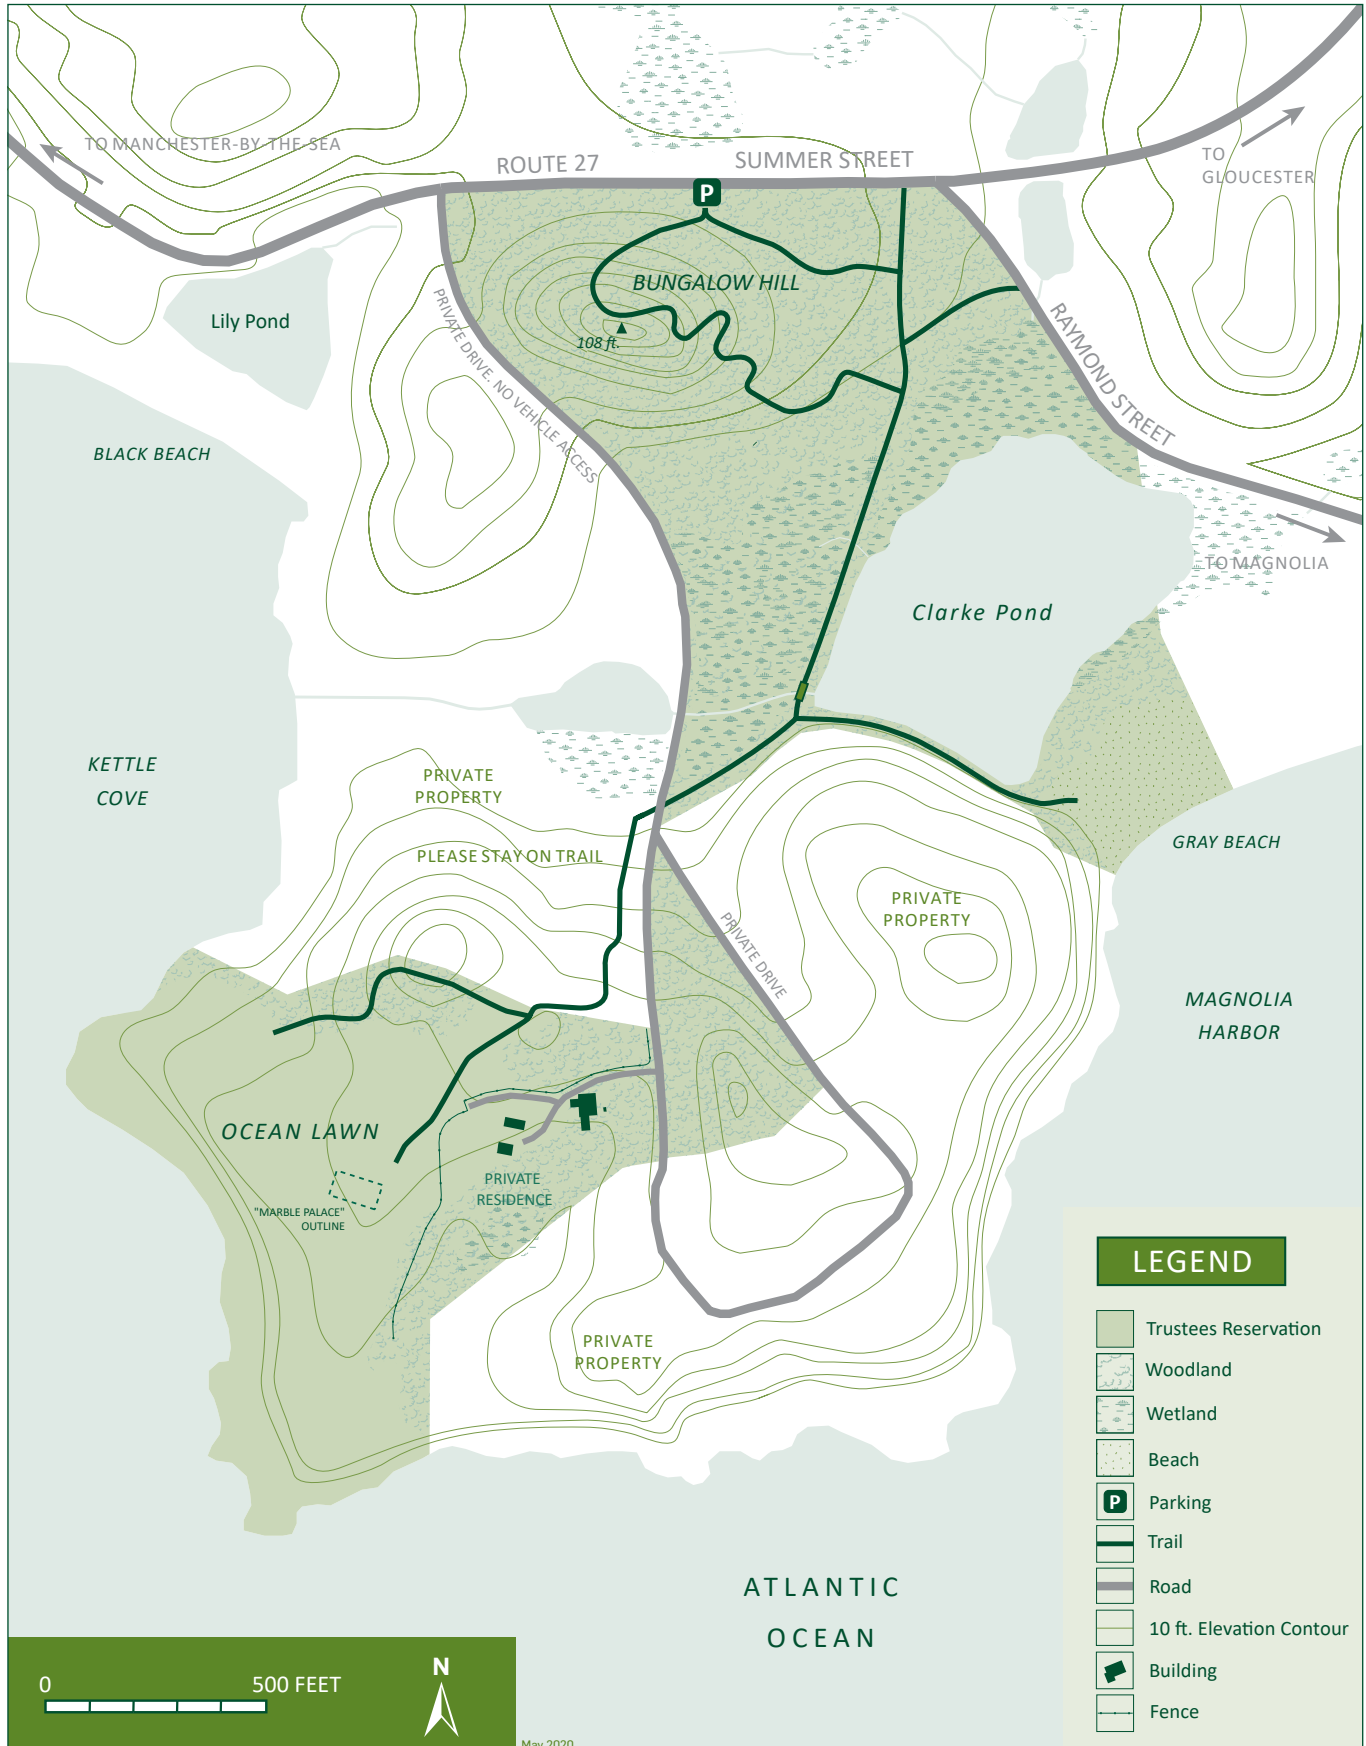 TO MANCHESTER-BY-THE-SEA
ROUTE 27
SUMMER STREET
TO
GLOUCESTER
P
BUNGALOW HILL
108 ft.
Lily Pond
PRIVATE DRIVE. NO VEHICLE ACCESS
RAYMOND STREET
BLACK BEACH
TO MAGNOLIA
Clarke Pond
KETTLE
COVE
PRIVATE
PROPERTY
PLEASE STAY ON TRAIL
GRAY BEACH
PRIVATE
PROPERTY
PRIVATE DRIVE
MAGNOLIA
HARBOR
OCEAN LAWN
PRIVATE
RESIDENCE
"MARBLE PALACE"
OUTLINE
PRIVATE
PROPERTY
ATLANTIC
OCEAN
LEGEND
Trustees Reservation
Woodland
Wetland
Beach
P Parking
Trail
Road
10 ft. Elevation Contour
Building
Fence
0 500 FEET
N
May 2020